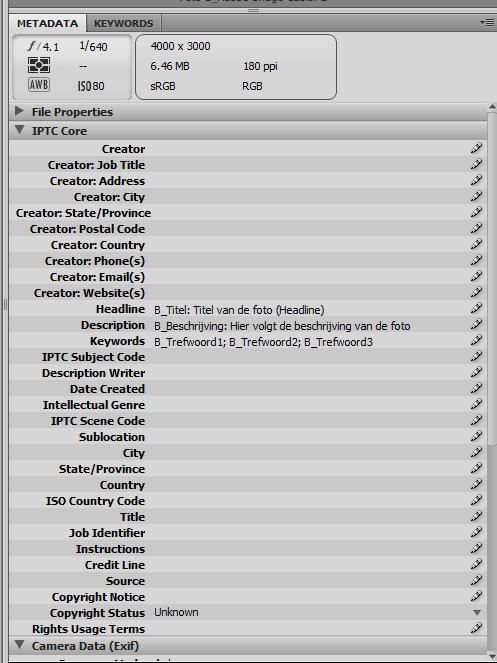 METADATA KEYWORDS
f/4.1 1/640
--
AWB ISO80
4000 x 3000
6.46 MB 180 ppi
sRGB RGB
File Properties
IPTC Core
Creator
Creator: Job Title
Creator: Address
Creator: City
Creator: State/Province
Creator: Postal Code
Creator: Country
Creator: Phone(s)
Creator: Email(s)
Creator: Website(s)
Headline B_Titel: Titel van de foto (Headline)
Description B_Beschrijving: Hier volgt de beschrijving van de foto
Keywords B_Trefwoord1; B_Trefwoord2; B_Trefwoord3
IPTC Subject Code
Description Writer
Date Created
Intellectual Genre
IPTC Scene Code
Sublocation
City
State/Province
Country
ISO Country Code
Title
Job Identifier
Instructions
Credit Line
Source
Copyright Notice
Copyright Status Unknown
Rights Usage Terms
Camera Data (Exif)